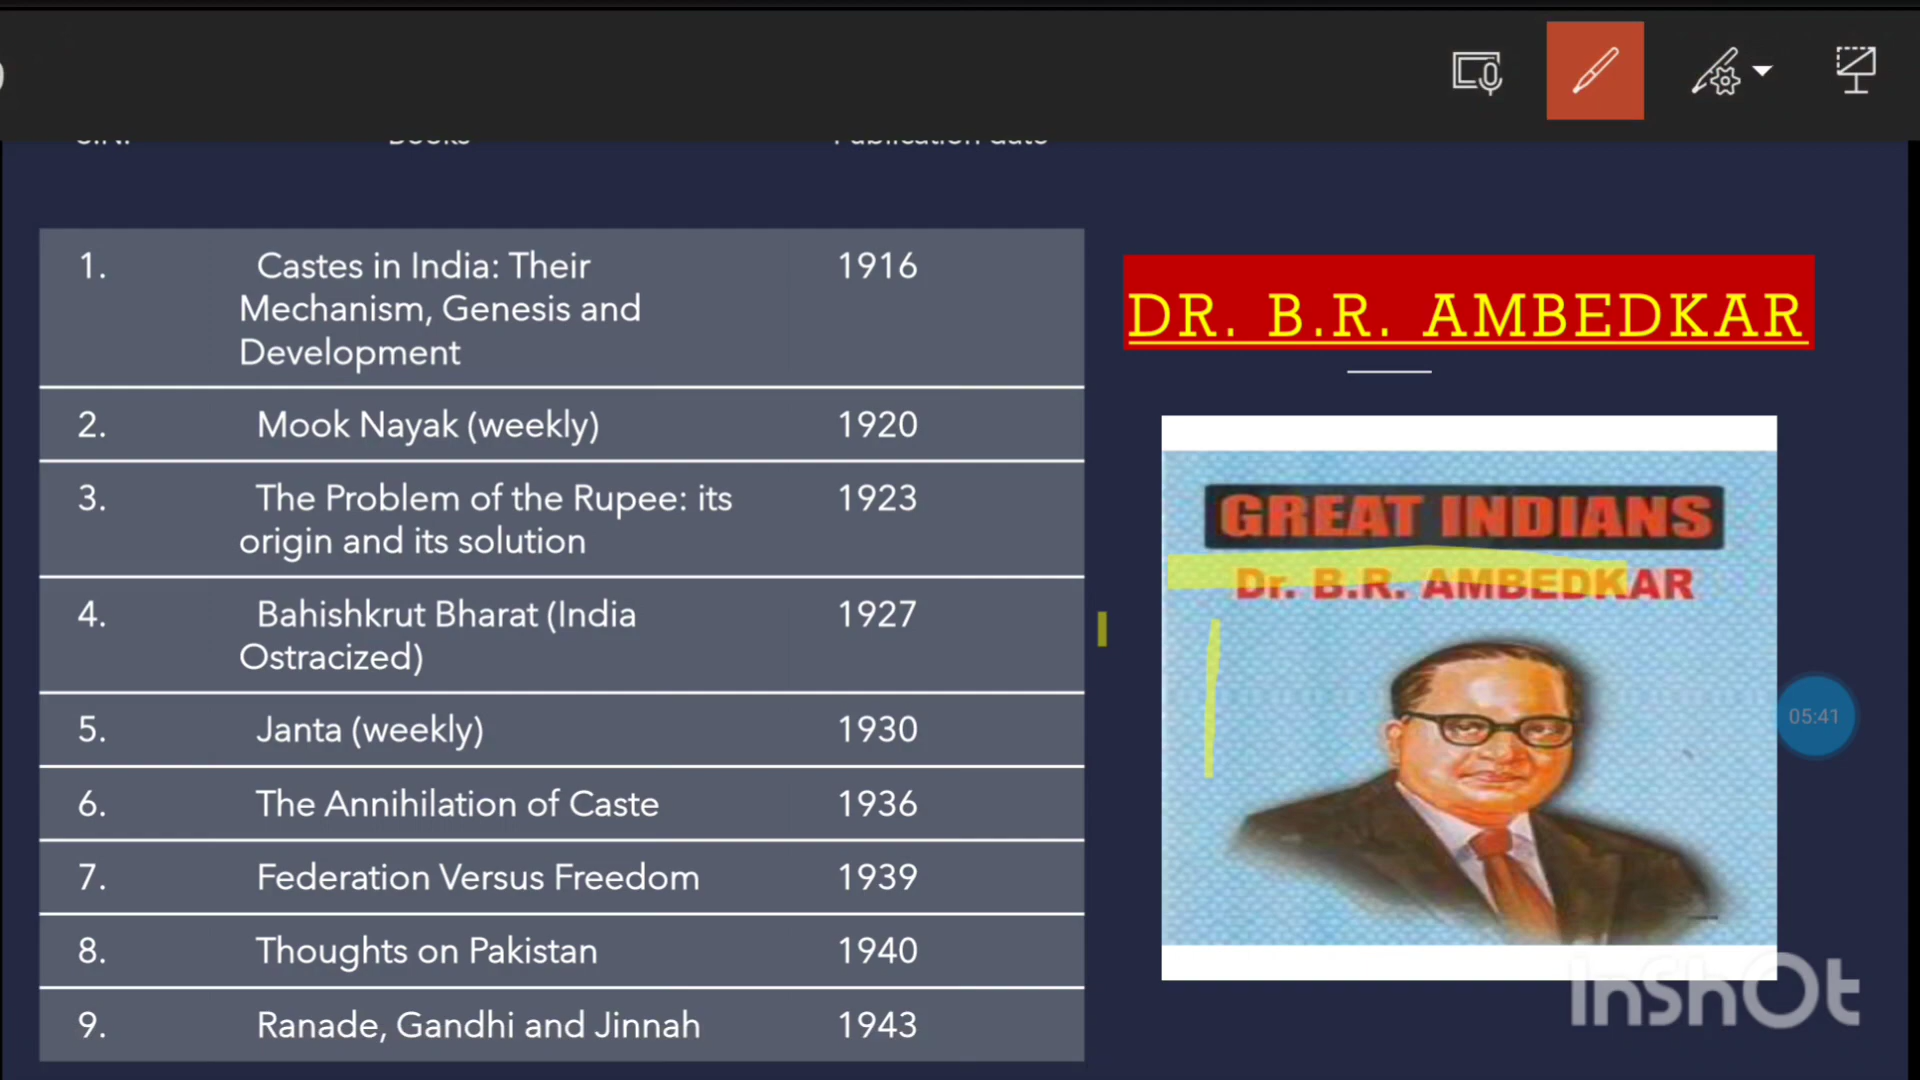 S.N. Books Publication date
1. Castes in India: Their 1916
Mechanism, Genesis and
Development
2. Mook Nayak (weekly) 1920
3. The Problem of the Rupee: its 1923
origin and its solution
4. Bahishkrut Bharat (India 1927
Ostracized)
5. Janta (weekly) 1930
6. The Annihilation of Caste 1936
7. Federation Versus Freedom 1939
8. Thoughts on Pakistan 1940
9. Ranade, Gandhi and Jinnah 1943
DR. B.R. AMBEDKAR
GREAT INDIANS
Dr. B.R. AMBEDKAR
05:41
InShOt